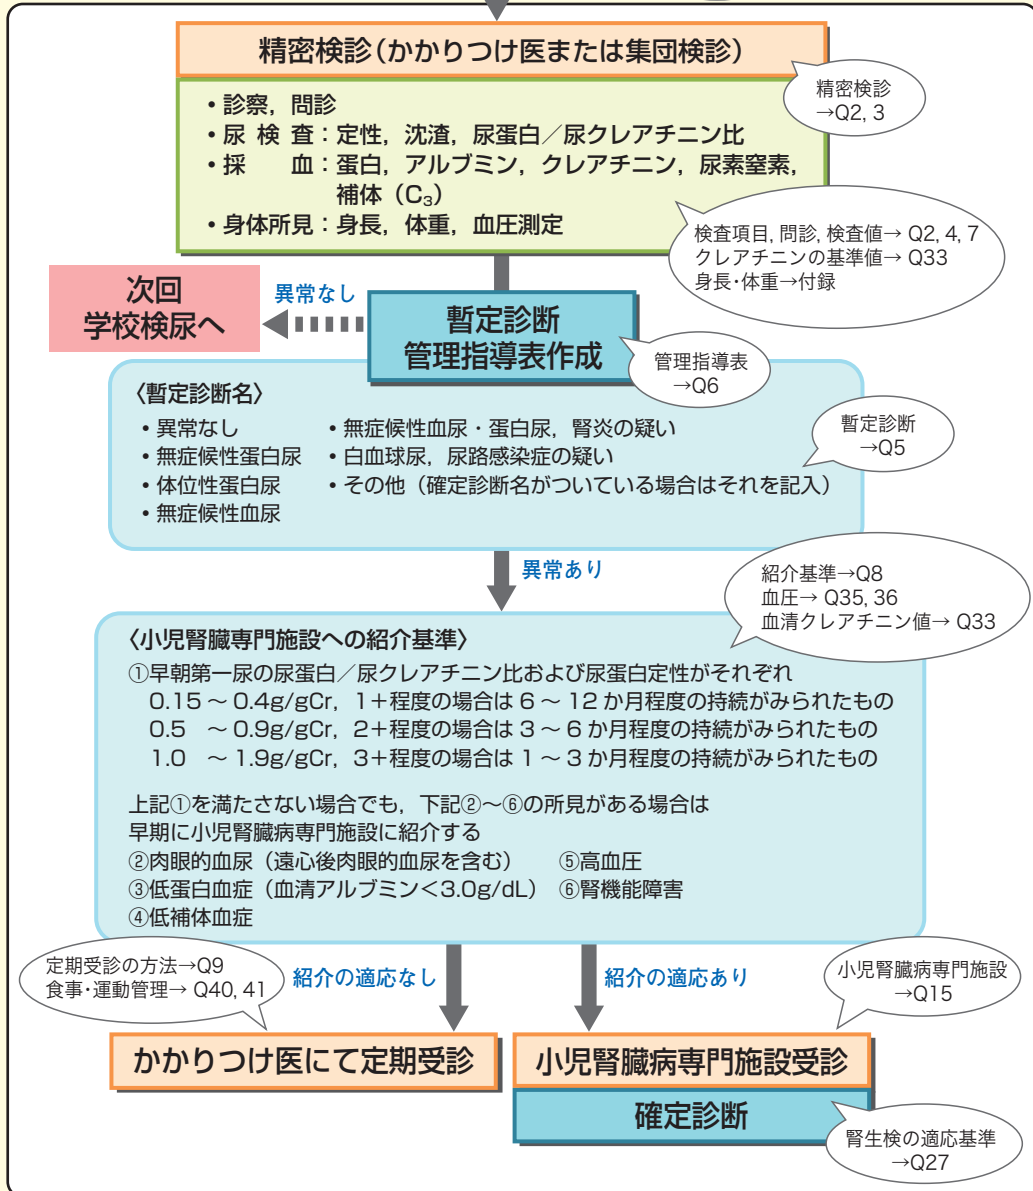 精密検診(かかりつけ医または集団検診)
精密検診
→Q2, 3
・診察，問診
・尿 検 査：定性，沈渣，尿蛋白／尿クレアチニン比
・採　　血：蛋白，アルブミン，クレアチニン，尿素窒素，
補体（C₃）
・身体所見：身長，体重，血圧測定
検査項目, 問診, 検査値→ Q2, 4, 7
クレアチニンの基準値→ Q33
身長・体重→付録
次回
学校検尿へ
異常なし
暫定診断
管理指導表作成
管理指導表
→Q6
〈暫定診断名〉
・異常なし
・無症候性蛋白尿
・体位性蛋白尿
・無症候性血尿
・無症候性血尿・蛋白尿，腎炎の疑い
・白血球尿，尿路感染症の疑い
・その他（確定診断名がついている場合はそれを記入）
暫定診断
→Q5
異常あり
紹介基準→Q8
血圧→ Q35, 36
血清クレアチニン値→ Q33
〈小児腎臓専門施設への紹介基準〉
①早朝第一尿の尿蛋白／尿クレアチニン比および尿蛋白定性がそれぞれ
0.15 ～ 0.4g/gCr，1＋程度の場合は 6 ～ 12 か月程度の持続がみられたもの
0.5 ～ 0.9g/gCr，2＋程度の場合は 3 ～ 6 か月程度の持続がみられたもの
1.0 ～ 1.9g/gCr，3＋程度の場合は 1 ～ 3 か月程度の持続がみられたもの
上記①を満たさない場合でも，下記②～⑥の所見がある場合は
早期に小児腎臓病専門施設に紹介する
②肉眼的血尿（遠心後肉眼的血尿を含む）　⑤高血圧
③低蛋白血症（血清アルブミン＜3.0g/dL）　⑥腎機能障害
④低補体血症
定期受診の方法→Q9
食事・運動管理→ Q40, 41
紹介の適応なし
紹介の適応あり
小児腎臓病専門施設
→Q15
かかりつけ医にて定期受診
小児腎臓病専門施設受診
確定診断
腎生検の適応基準
→Q27